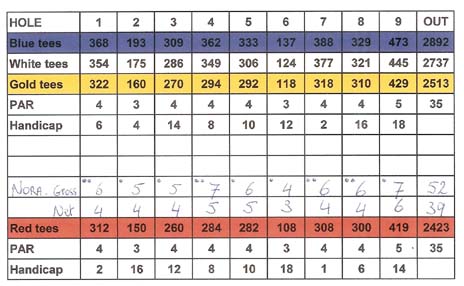 HOLE 1 2 3 4 5 6 7 8 9 OUT
Blue tees 368 193 309 362 333 137 388 329 473 2892
White tees 354 175 286 349 306 124 377 321 445 2737
Gold tees 322 160 270 294 292 118 318 310 429 2513
PAR 4 3 4 4 4 3 4 4 5 35
Handicap 6 4 14 8 10 12 2 16 18
NORA. Gross 6 5 5 7 6 4 6 6 7 52
Net 4 4 4 5 5 3 4 4 6 39
Red tees 312 150 260 284 282 108 308 300 419 2423
PAR 4 3 4 4 4 3 4 4 5 35
Handicap 2 16 12 8 10 18 1 6 14